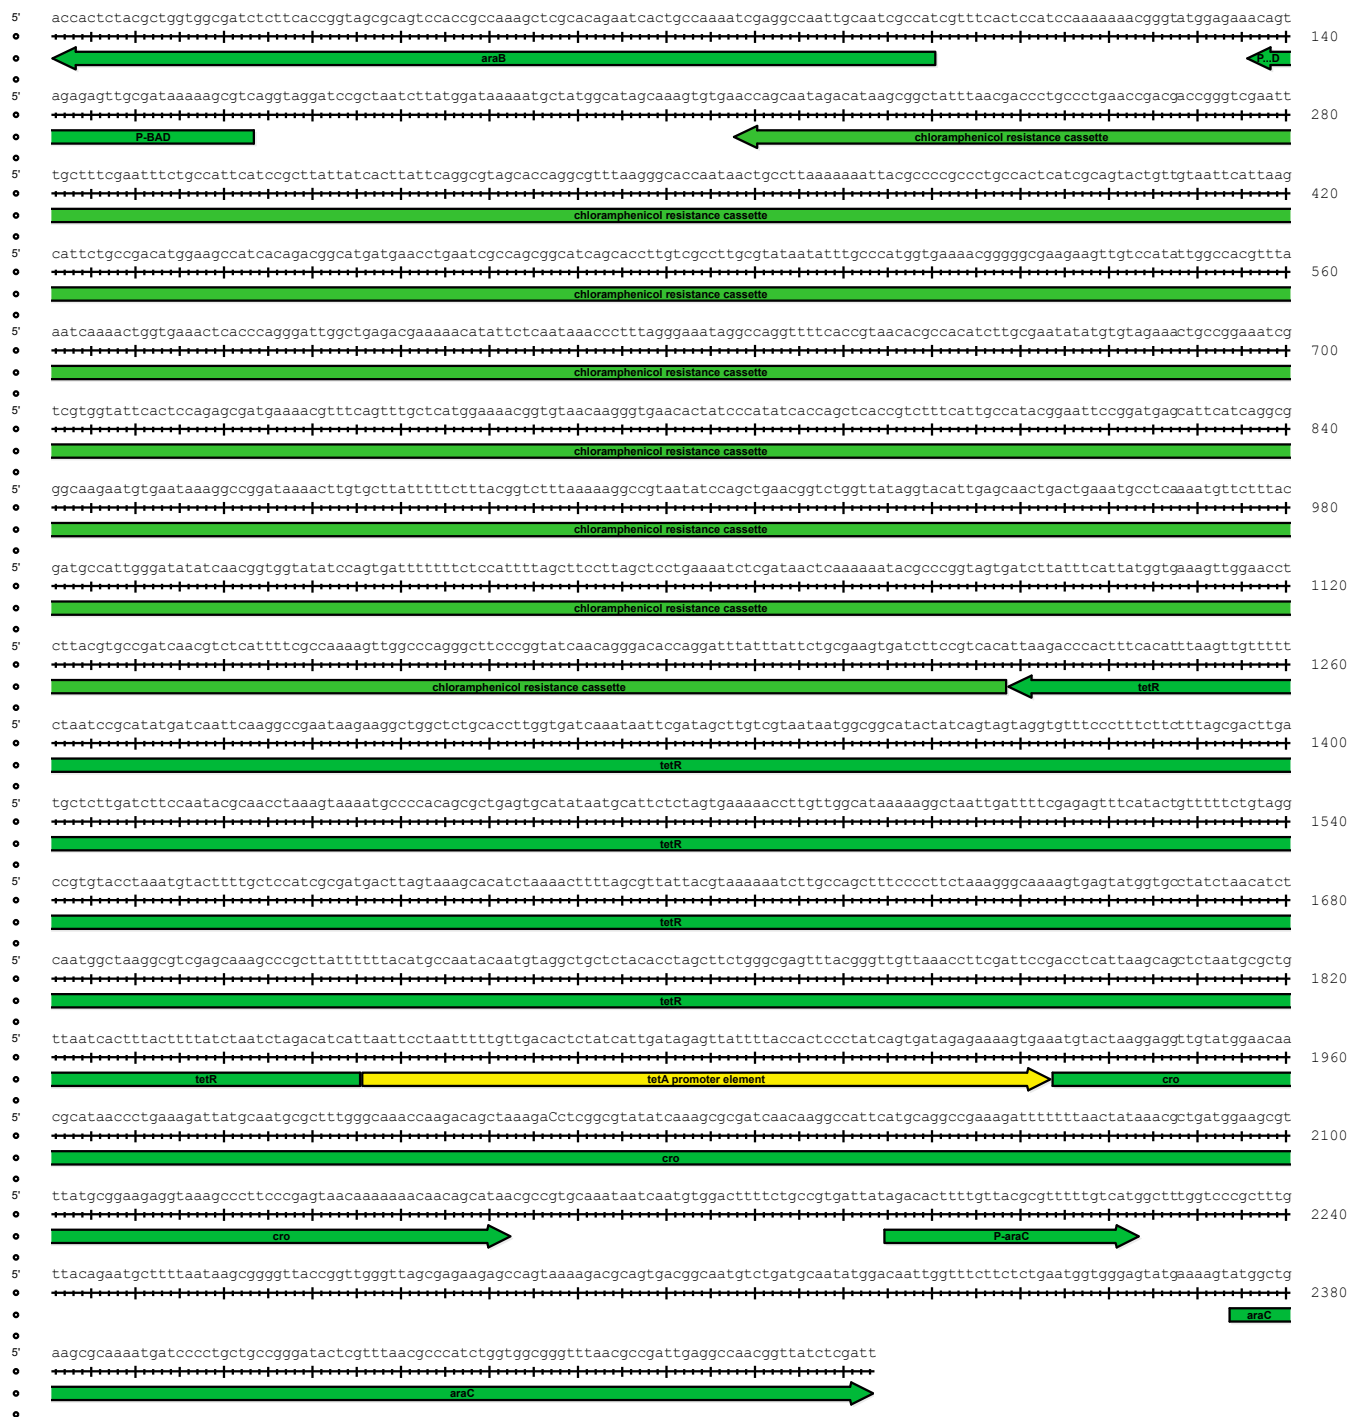 5' accactctacgctggtggcgatctcttcaccggtagcgcagtccaccgccaaagctcgcacagaatcactgccaaaatcgaggccaattgcaatcgccatcgtttcactccatccaaaaaaacgggtatggagaaacagt
140
araB P...D
5' agagagttgcgataaaaagcgtcaggtaggatccgctaatcttatggataaaaatgctatggcatagcaaagtgtgaaccagcaatagacataagcggctatttaacgaccctgccctgaaccgacgaccgggtcgaatt
280
P-BAD chloramphenicol resistance cassette
5' tgctttcgaatttctgccattcatccgcttattatcacttattcaggcgtagcaccaggcgtttaagggcaccaataactgccttaaaaaaattacgccccgccctgccactcatcgcagtactgttgtaattcattaag
420
chloramphenicol resistance cassette
5' cattctgccgacatggaagccatcacagacggcatgatgaacctgaatcgccagcggcatcagcaccttgtcgccttgcgtataatatttgcccatggtgaaaacgggggcgaagaagttgtccatattggccacgttta
560
chloramphenicol resistance cassette
5' aatcaaaactggtgaaactcacccagggattggctgagacgaaaaacatattctcaataaaccctttagggaaataggccaggttttcaccgtaacacgccacatcttgcgaatatatgtgtagaaactgccggaaatcg
700
chloramphenicol resistance cassette
5' tcgtggtattcactccagagcgatgaaaacgtttcagtttgctcatggaaaacggtgtaacaagggtgaacactatcccatatcaccagctcaccgtctttcattgccatacggaattccggatgagcattcatcaggcg
840
chloramphenicol resistance cassette
5' ggcaagaatgtgaataaaggccggataaaacttgtgcttatttttctttacggtctttaaaaaggccgtaatatccagctgaacggtctggttataggtacattgagcaactgactgaaatgcctcaaaatgttctttac
980
chloramphenicol resistance cassette
5' gatgccattgggatatatcaacggtggtatatccagtgatttttttctccattttagcttccttagctcctgaaaatctcgataactcaaaaaatacgcccggtagtgatcttatttcattatggtgaaagttggaacct
1120
chloramphenicol resistance cassette
5' cttacgtgccgatcaacgtctcattttcgccaaaagttggcccagggcttcccggtatcaacagggacaccaggatttatttattctgcgaagtgatcttccgtcacattaagacccactttcacatttaagttgttttt
1260
chloramphenicol resistance cassette tetR
5' ctaatccgcatatgatcaattcaaggccgaataagaaggctggctctgcaccttggtgatcaaataattcgatagcttgtcgtaataatggcggcatactatcagtagtaggtgtttccctttcttctttagcgacttga
1400
tetR
5' tgctcttgatcttccaatacgcaacctaaagtaaaatgccccacagcgctgagtgcatataatgcattctctagtgaaaaaccttgttggcataaaaaggctaattgattttcgagagtttcatactgtttttctgtagg
1540
tetR
5' ccgtgtacctaaatgtacttttgctccatcgcgatgacttagtaaagcacatctaaaacttttagcgttattacgtaaaaaatcttgccagctttccccttctaaagggcaaaagtgagtatggtgcctatctaacatct
1680
tetR
5' caatggctaaggcgtcgagcaaagcccgcttattttttacatgccaatacaatgtaggctgctctacacctagcttctgggcgagtttacgggttgttaaaccttcgattccgacctcattaagcagctctaatgcgctg
1820
tetR
5' ttaatcactttacttttatctaatctagacatcattaattcctaatttttgttgacactctatcattgatagagttattttaccactccctatcagtgatagagaaaagtgaaatgtactaaggaggttgtatggaacaa
1960
tetR tetA promoter element cro
5' cgcataaccctgaaagattatgcaatgcgctttgggcaaaccaagacagctaaagaCctcggcgtatatcaaagcgcgatcaacaaggccattcatgcaggccgaaagatttttttaactataaacgctgatggaagcgt
2100
cro
5' ttatgcggaagaggtaaagcccttcccgagtaacaaaaaaacaacagcataacgccgtgcaaataatcaatgtggacttttctgccgtgattatagacacttttgttacgcgtttttgtcatggctttggtcccgctttg
2240
cro P-araC
5' ttacagaatgcttttaataagcggggttaccggttgggttagcgagaagagccagtaaaagacgcagtgacggcaatgtctgatgcaatatggacaattggtttcttctctgaatggtgggagtatgaaaagtatggctg
2380
araC
5' aagcgcaaaatgatcccctgctgccgggatactcgtttaacgcccatctggtggcgggtttaacgccgattgaggccaacggttatctcgatt
araC